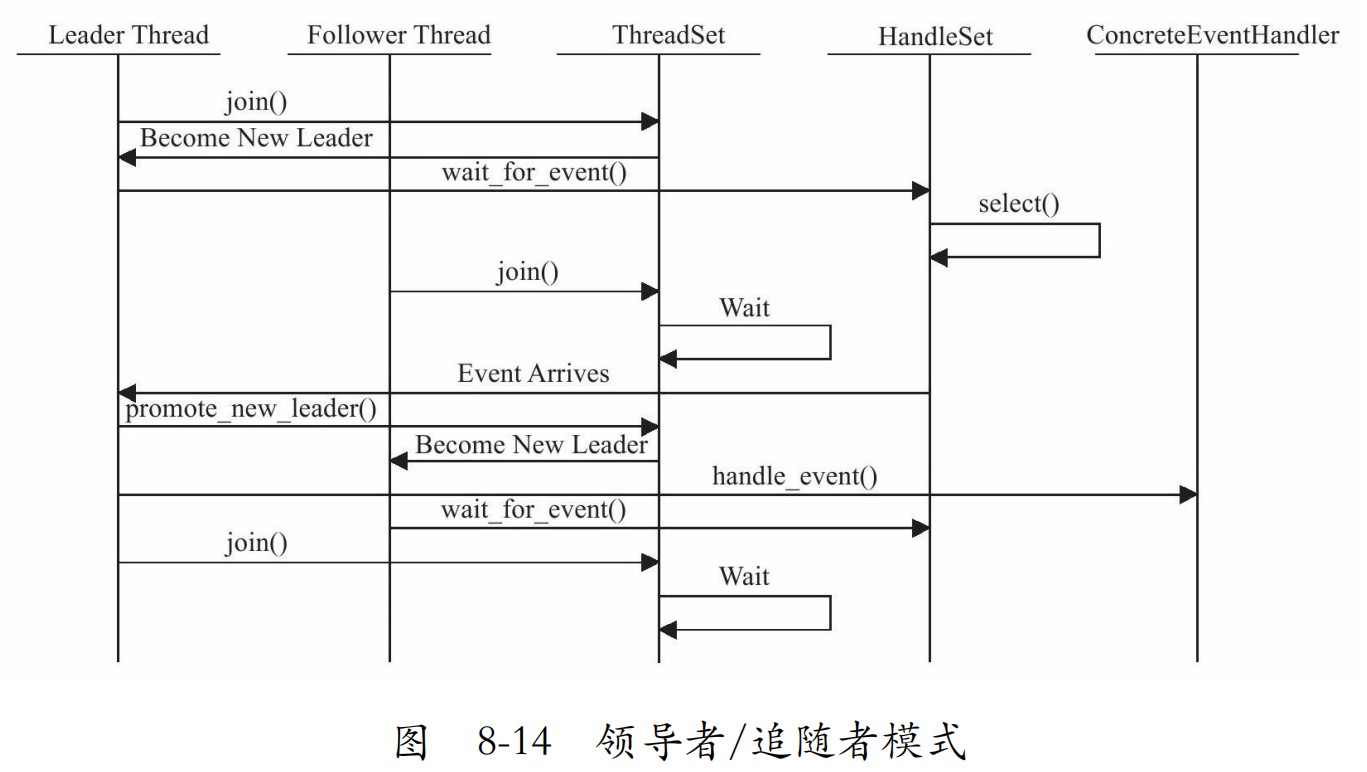 Leader Thread
Follower Thread
ThreadSet
HandleSet
ConcreteEventHandler
join()
Become New Leader
wait_for_event()
select()
join()
Wait
Event Arrives
promote_new_leader()
Become New Leader
handle_event()
wait_for_event()
join()
Wait
图 8-14 领导者/追随者模式